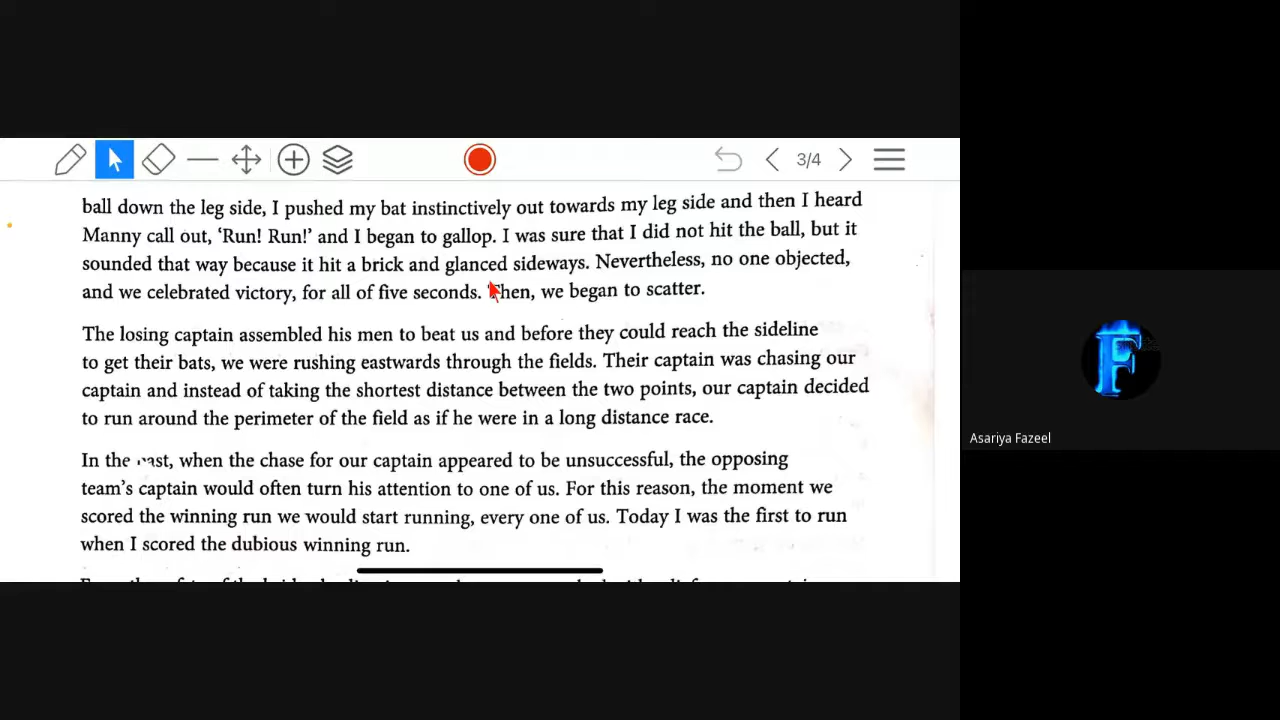 3/4
ball down the leg side, I pushed my bat instinctively out towards my leg side and then I heard
Manny call out, ‘Run! Run!’ and I began to gallop. I was sure that I did not hit the ball, but it
sounded that way because it hit a brick and glanced sideways. Nevertheless, no one objected,
and we celebrated victory, for all of five seconds. Then, we began to scatter.
The losing captain assembled his men to beat us and before they could reach the sideline
to get their bats, we were rushing eastwards through the fields. Their captain was chasing our
captain and instead of taking the shortest distance between the two points, our captain decided
to run around the perimeter of the field as if he were in a long distance race.
In the past, when the chase for our captain appeared to be unsuccessful, the opposing
team’s captain would often turn his attention to one of us. For this reason, the moment we
scored the winning run we would start running, every one of us. Today I was the first to run
when I scored the dubious winning run.
F
Asariya Fazeel